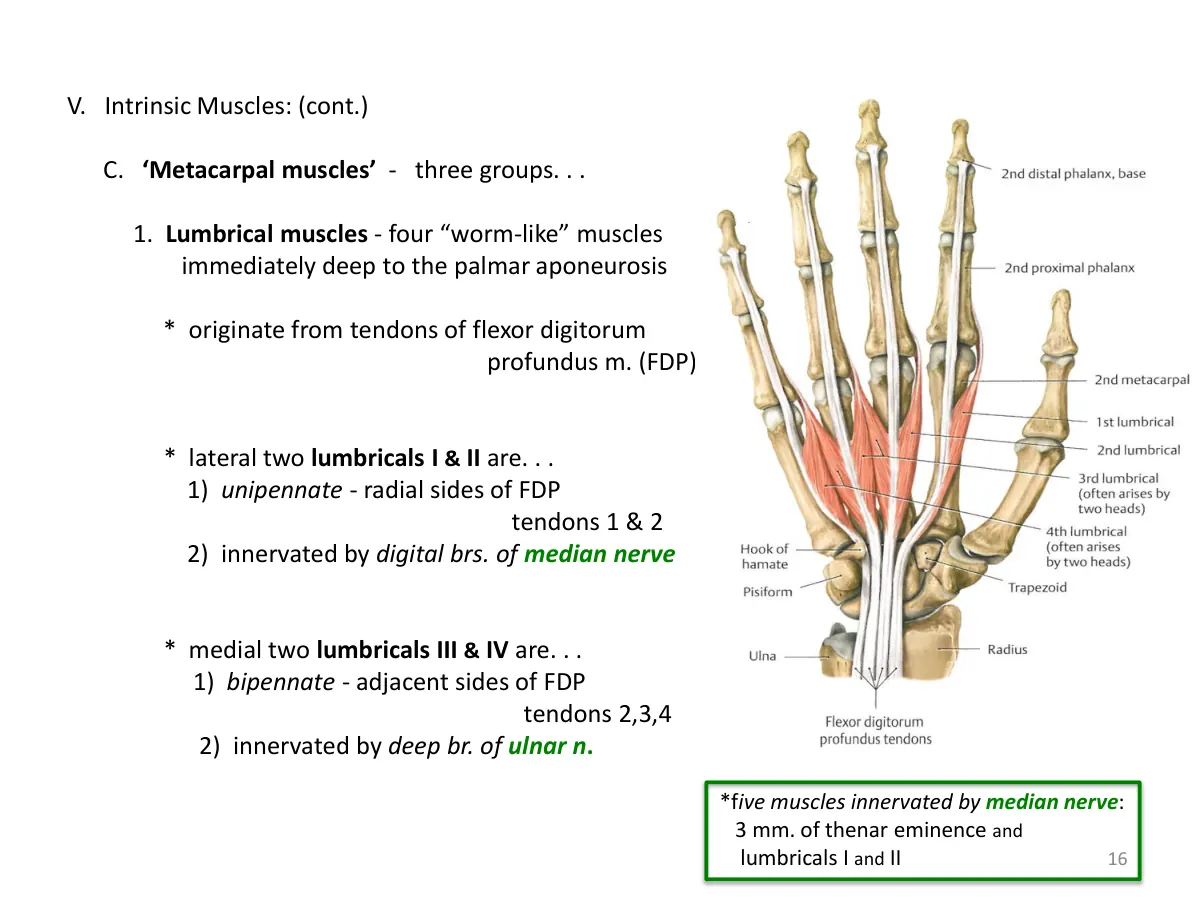 V. Intrinsic Muscles: (cont.)
C. ‘Metacarpal muscles’ - three groups. . .
1. Lumbrical muscles - four “worm-like” muscles
immediately deep to the palmar aponeurosis
* originate from tendons of flexor digitorum
profundus m. (FDP)
* lateral two lumbricals I & II are. . .
1) unipennate - radial sides of FDP
tendons 1 & 2
2) innervated by digital brs. of median nerve
* medial two lumbricals III & IV are. . .
1) bipennate - adjacent sides of FDP
tendons 2,3,4
2) innervated by deep br. of ulnar n.
2nd distal phalanx, base
2nd proximal phalanx
2nd metacarpal
1st lumbrical
2nd lumbrical
3rd lumbrical
(often arises by
two heads)
4th lumbrical
(often arises
by two heads)
Hook of
hamate
Pisiform
Trapezoid
Ulna
Radius
Flexor digitorum
profundus tendons
*five muscles innervated by median nerve:
3 mm. of thenar eminence and
lumbricals I and II
16